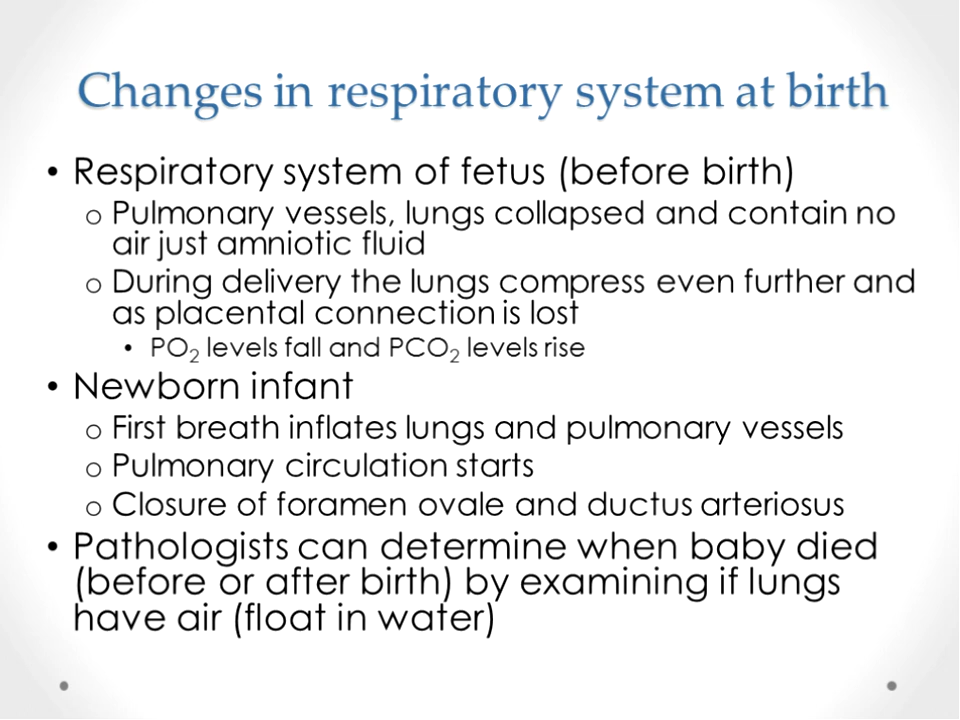 Changes in respiratory system at birth
• Respiratory system of fetus (before birth)
o Pulmonary vessels, lungs collapsed and contain no
air just amniotic fluid
o During delivery the lungs compress even further and
as placental connection is lost
• PO₂ levels fall and PCO₂ levels rise
• Newborn infant
o First breath inflates lungs and pulmonary vessels
o Pulmonary circulation starts
o Closure of foramen ovale and ductus arteriosus
• Pathologists can determine when baby died
(before or after birth) by examining if lungs
have air (float in water)